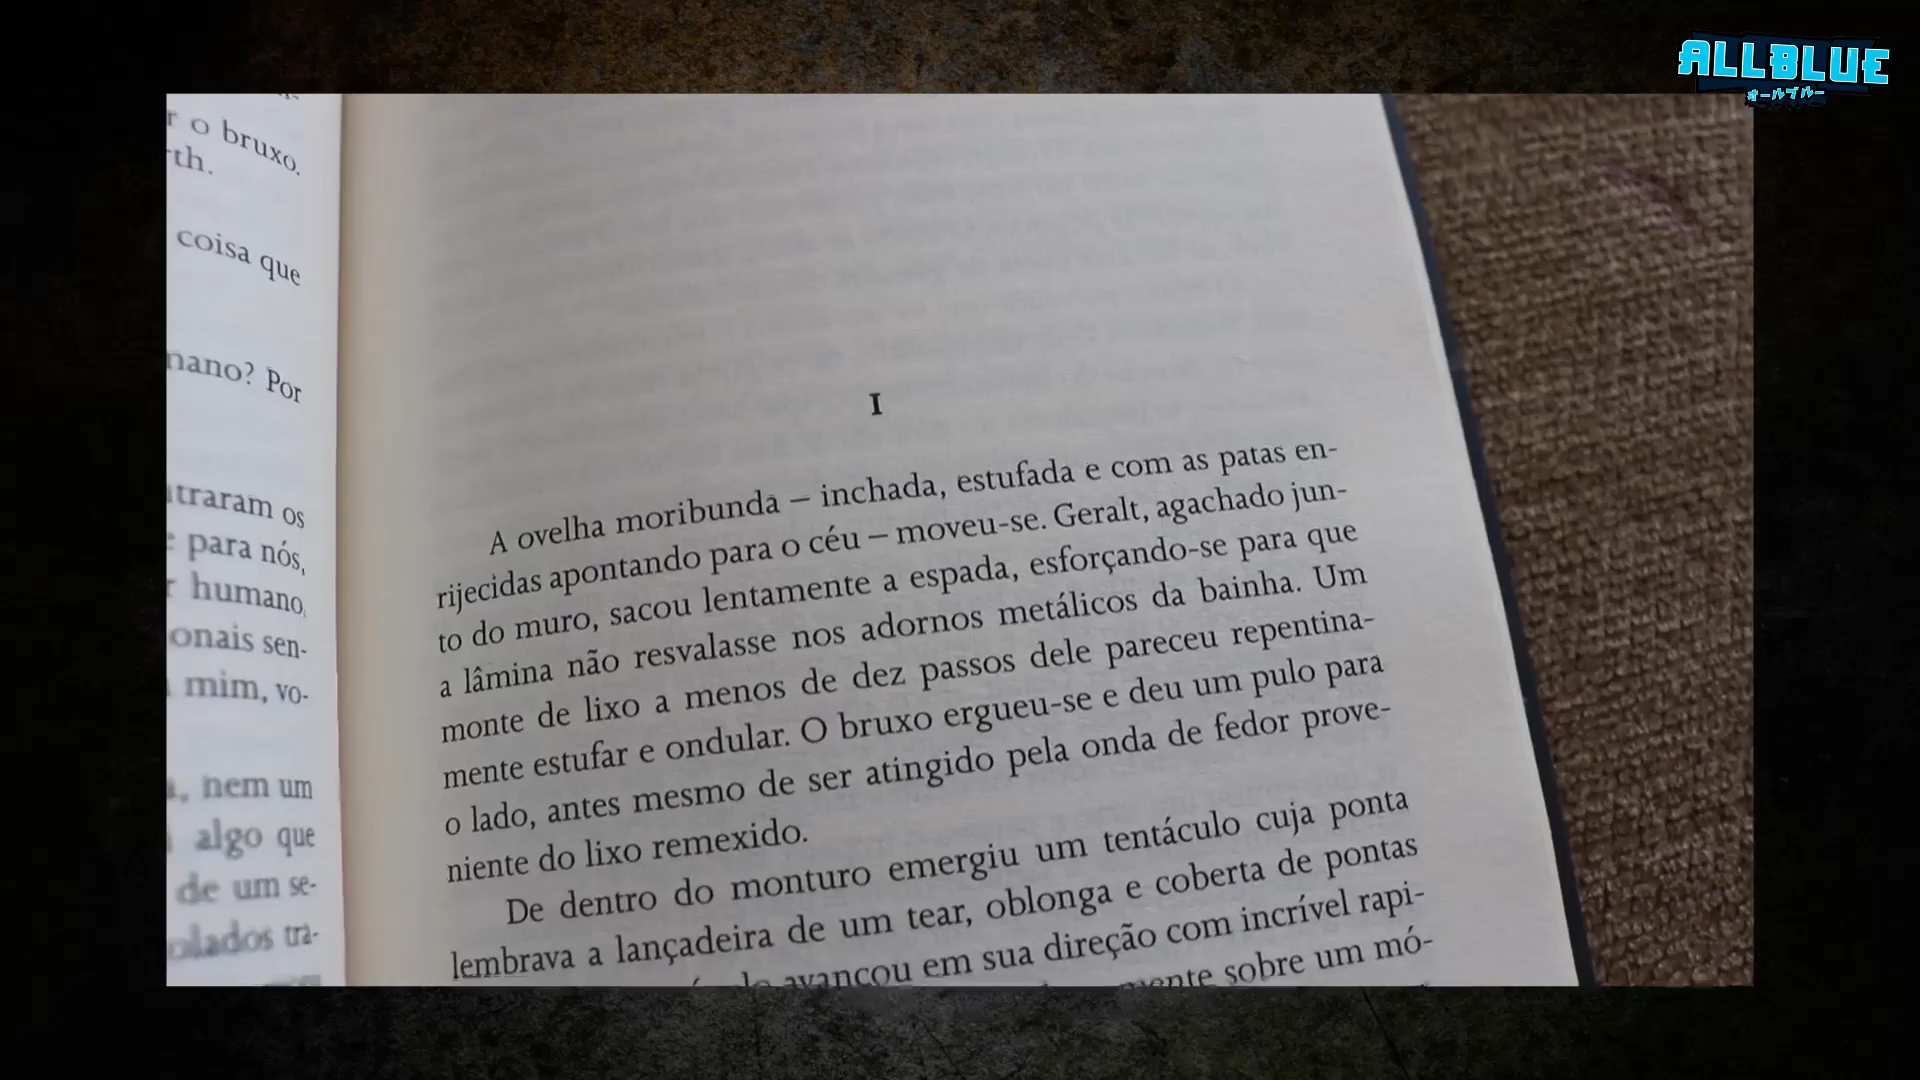 ALLBLUE
オールブルー
r o bruxo.
rth.
coisa que
nano? Por
traram os
e para nós,
r humano,
onais sen-
mim, vo-
nem um
algo que
de um se-
olados tra-
I
A ovelha moribunda – inchada, estufada e com as patas en-
rijecidas apontando para o céu – moveu-se. Geralt, agachado jun-
to do muro, sacou lentamente a espada, esforçando-se para que
a lâmina não resvalasse nos adornos metálicos da bainha. Um
monte de lixo a menos de dez passos dele pareceu repentina-
mente estufar e ondular. O bruxo ergueu-se e deu um pulo para
o lado, antes mesmo de ser atingido pela onda de fedor prove-
niente do lixo remexido.
De dentro do monturo emergiu um tentáculo cuja ponta
lembrava a lançadeira de um tear, oblonga e coberta de pontas
avançou em sua direção com incrível rapi-
mente sobre um mó-